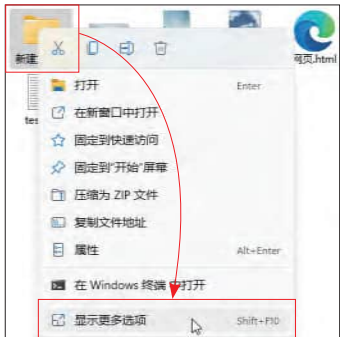 新建
网页.html
tes
打开 Enter
在新窗口中打开
固定到快速访问
固定到"开始"屏幕
压缩为 ZIP 文件
复制文件地址
属性 Alt+Enter
在 Windows 终端 中打开
显示更多选项 Shift+F10